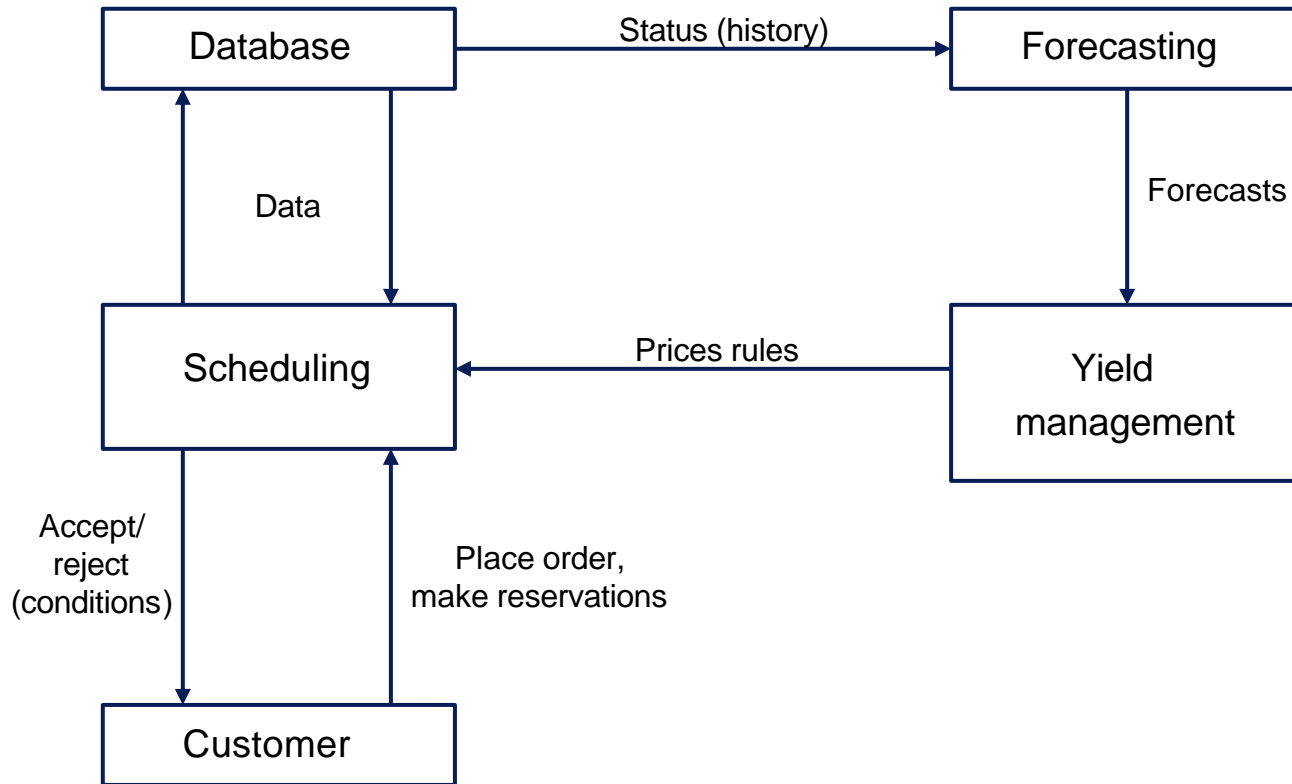 Database
Status (history)
Forecasting
Data
Forecasts
Scheduling
Prices rules
Yield
management
Accept/
reject
(conditions)
Place order,
make reservations
Customer